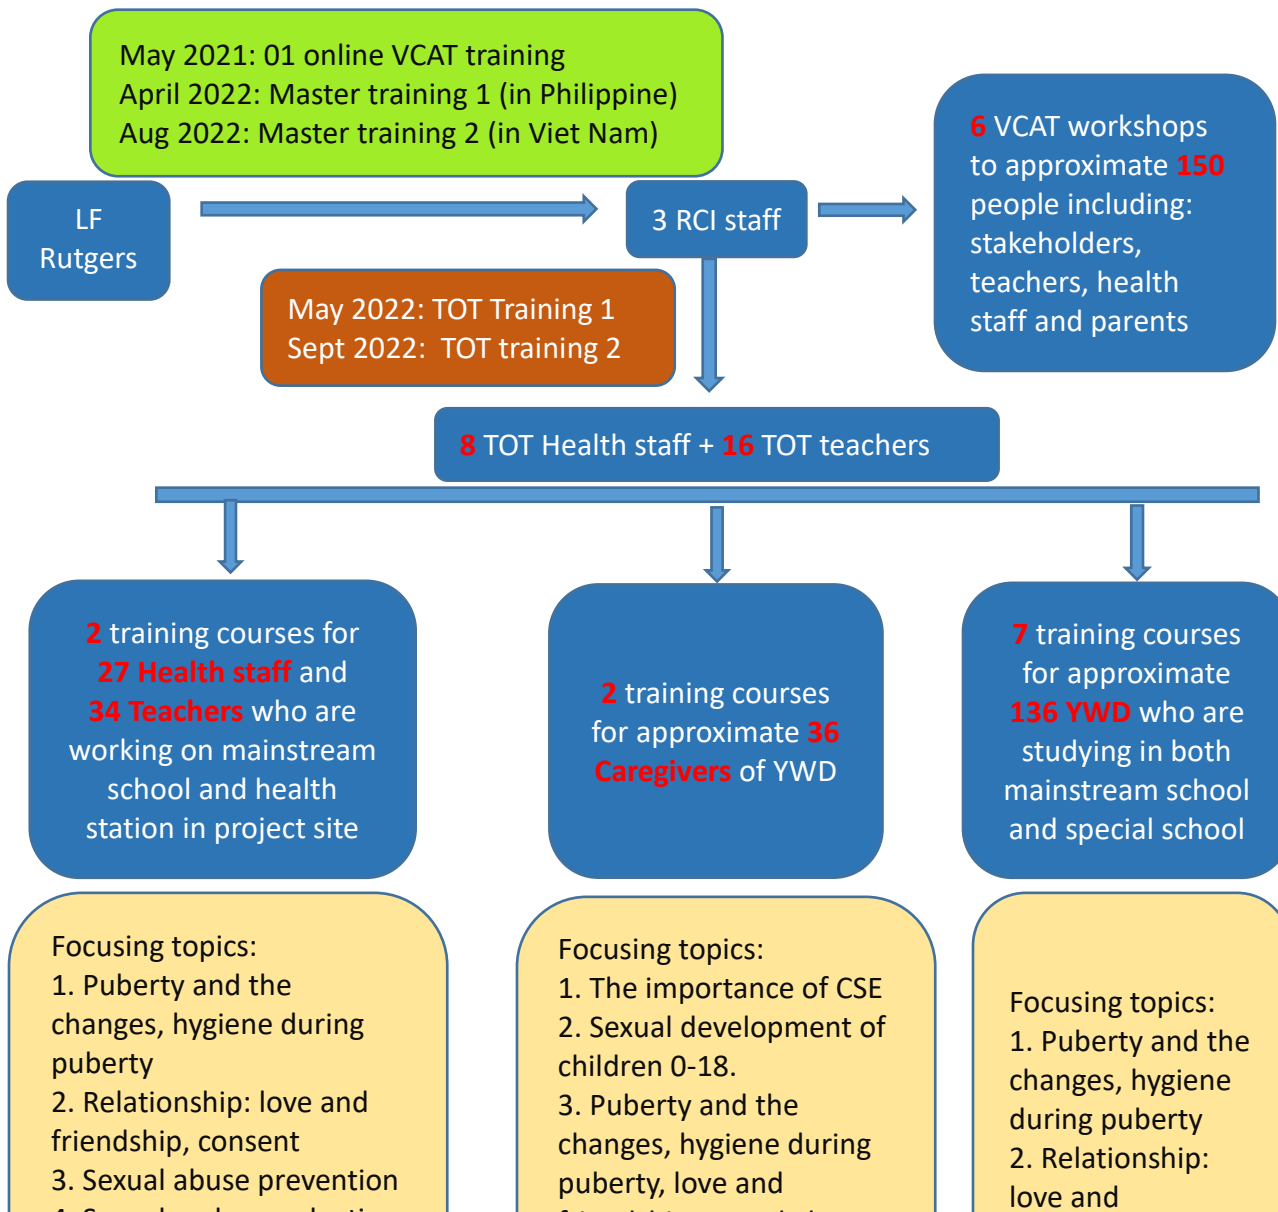 May 2021: 01 online VCAT training
April 2022: Master training 1 (in Philippine)
Aug 2022: Master training 2 (in Viet Nam)
LF
Rutgers
3 RCI staff
6 VCAT workshops
to approximate 150
people including:
stakeholders,
teachers, health
staff and parents
May 2022: TOT Training 1
Sept 2022: TOT training 2
8 TOT Health staff + 16 TOT teachers
2 training courses for
27 Health staff and
34 Teachers who are
working on mainstream
school and health
station in project site
2 training courses
for approximate 36
Caregivers of YWD
7 training courses
for approximate
136 YWD who are
studying in both
mainstream school
and special school
Focusing topics:
1. Puberty and the
changes, hygiene during
puberty
2. Relationship: love and
friendship, consent
3. Sexual abuse prevention
Focusing topics:
1. The importance of CSE
2. Sexual development of
children 0-18.
3. Puberty and the
changes, hygiene during
puberty, love and
Focusing topics:
1. Puberty and the
changes, hygiene
during puberty
2. Relationship:
love and